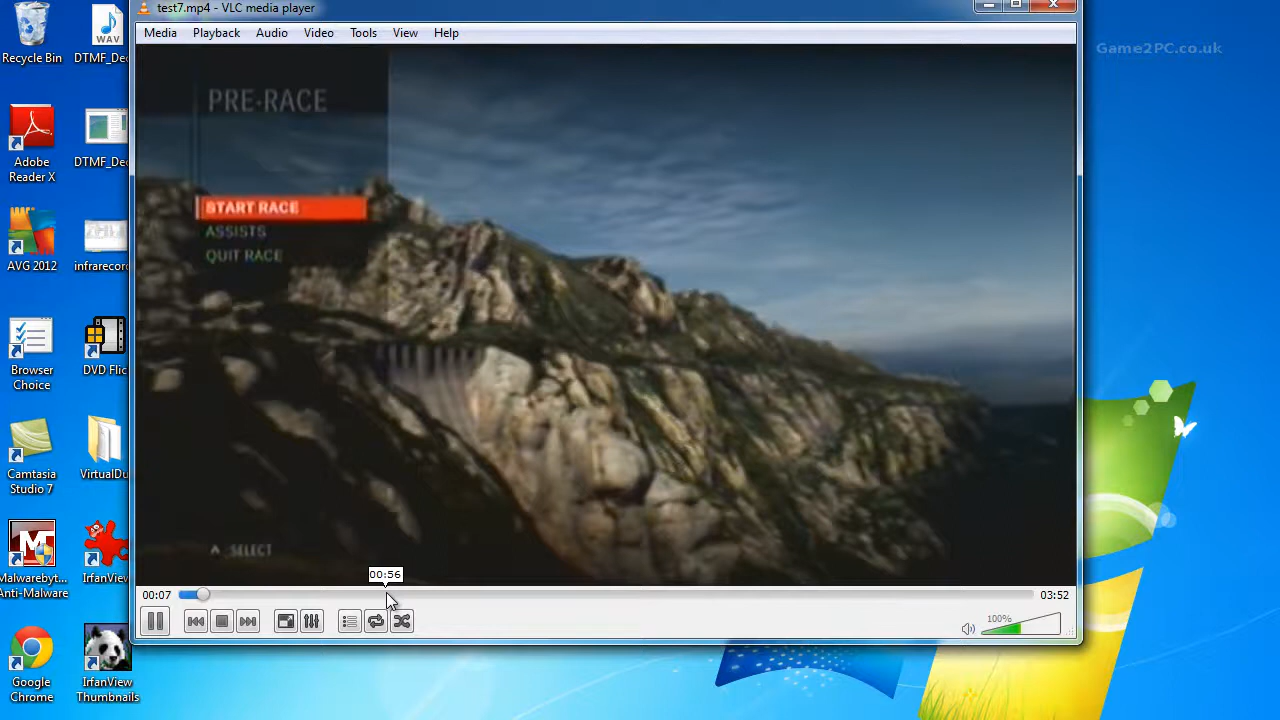 test7.mp4 - VLC media player
Game2PC.co.uk
Media Playback Audio Video Tools View Help
PRE·RACE
START RACE
ASSISTS
QUIT RACE
A SELECT
00:56
00:07
03:52
100%
Recycle Bin
WAV
DTMF_De
Adobe
Reader X
DTMF_De
AVG 2012
infrarecord
Browser
Choice
DVD Flic
Camtasia
Studio 7
VirtualDu
Malwareby...
Anti-Malware
IrfanView
Google
Chrome
IrfanView
Thumbnails